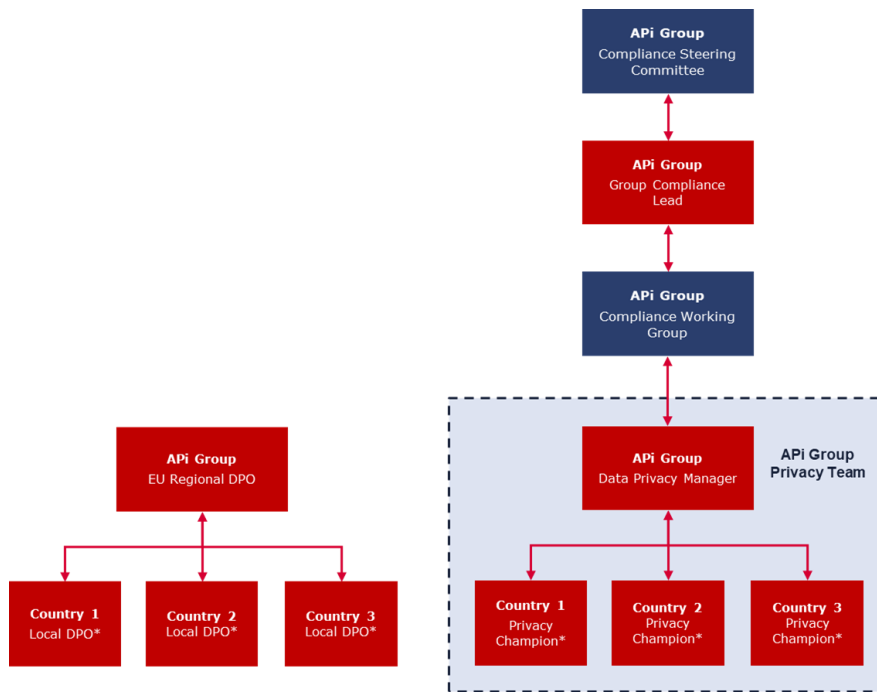 APi Group
Compliance Steering
Committee
APi Group
Group Compliance
Lead
APi Group
Compliance Working
Group
APi Group
EU Regional DPO
APi Group
Data Privacy Manager
APi Group
Privacy Team
Country 1
Local DPO*
Country 2
Local DPO*
Country 3
Local DPO*
Country 1
Privacy
Champion*
Country 2
Privacy
Champion*
Country 3
Privacy
Champion*